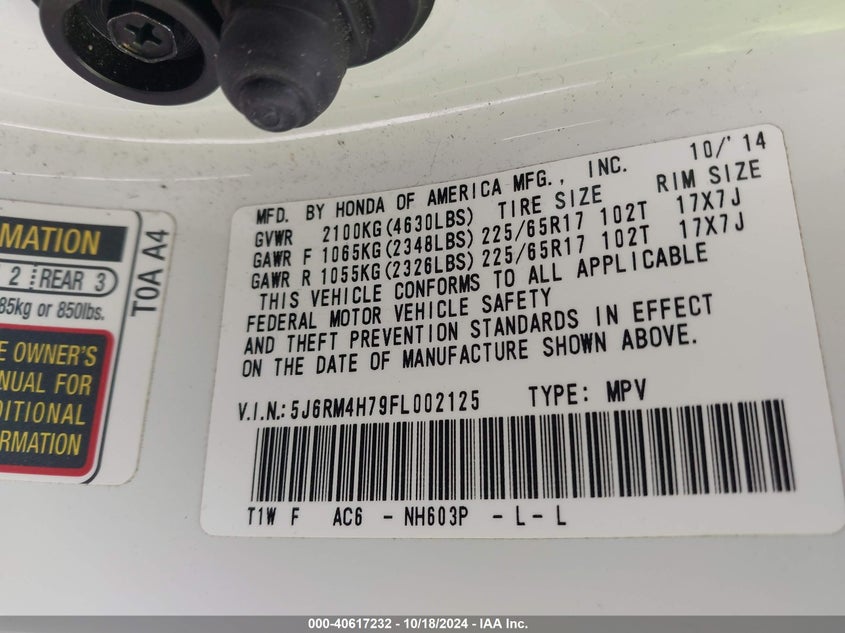 MFD. BY HONDA OF AMERICA MFG., INC. 10/'14
GVWR 2100KG(4630LBS) TIRE SIZE RIM SIZE
GAWR F 1065KG(2348LBS) 225/65R17 102T 17X7J
GAWR R 1055KG(2326LBS) 225/65R17 102T 17X7J
THIS VEHICLE CONFORMS TO ALL APPLICABLE
FEDERAL MOTOR VEHICLE SAFETY
AND THEFT PREVENTION STANDARDS IN EFFECT
ON THE DATE OF MANUFACTURE SHOWN ABOVE.
V.I.N.: 5J6RM4H79FL002125 TYPE: MPV
T1W F AC6 - NH603P - L - L
MATION
2 REAR 3
85kg or 850lbs.
E OWNER'S
NUAL FOR
DITIONAL
ORMATION
T0A A4
000-40617232 - 10/18/2024 - IAA Inc.